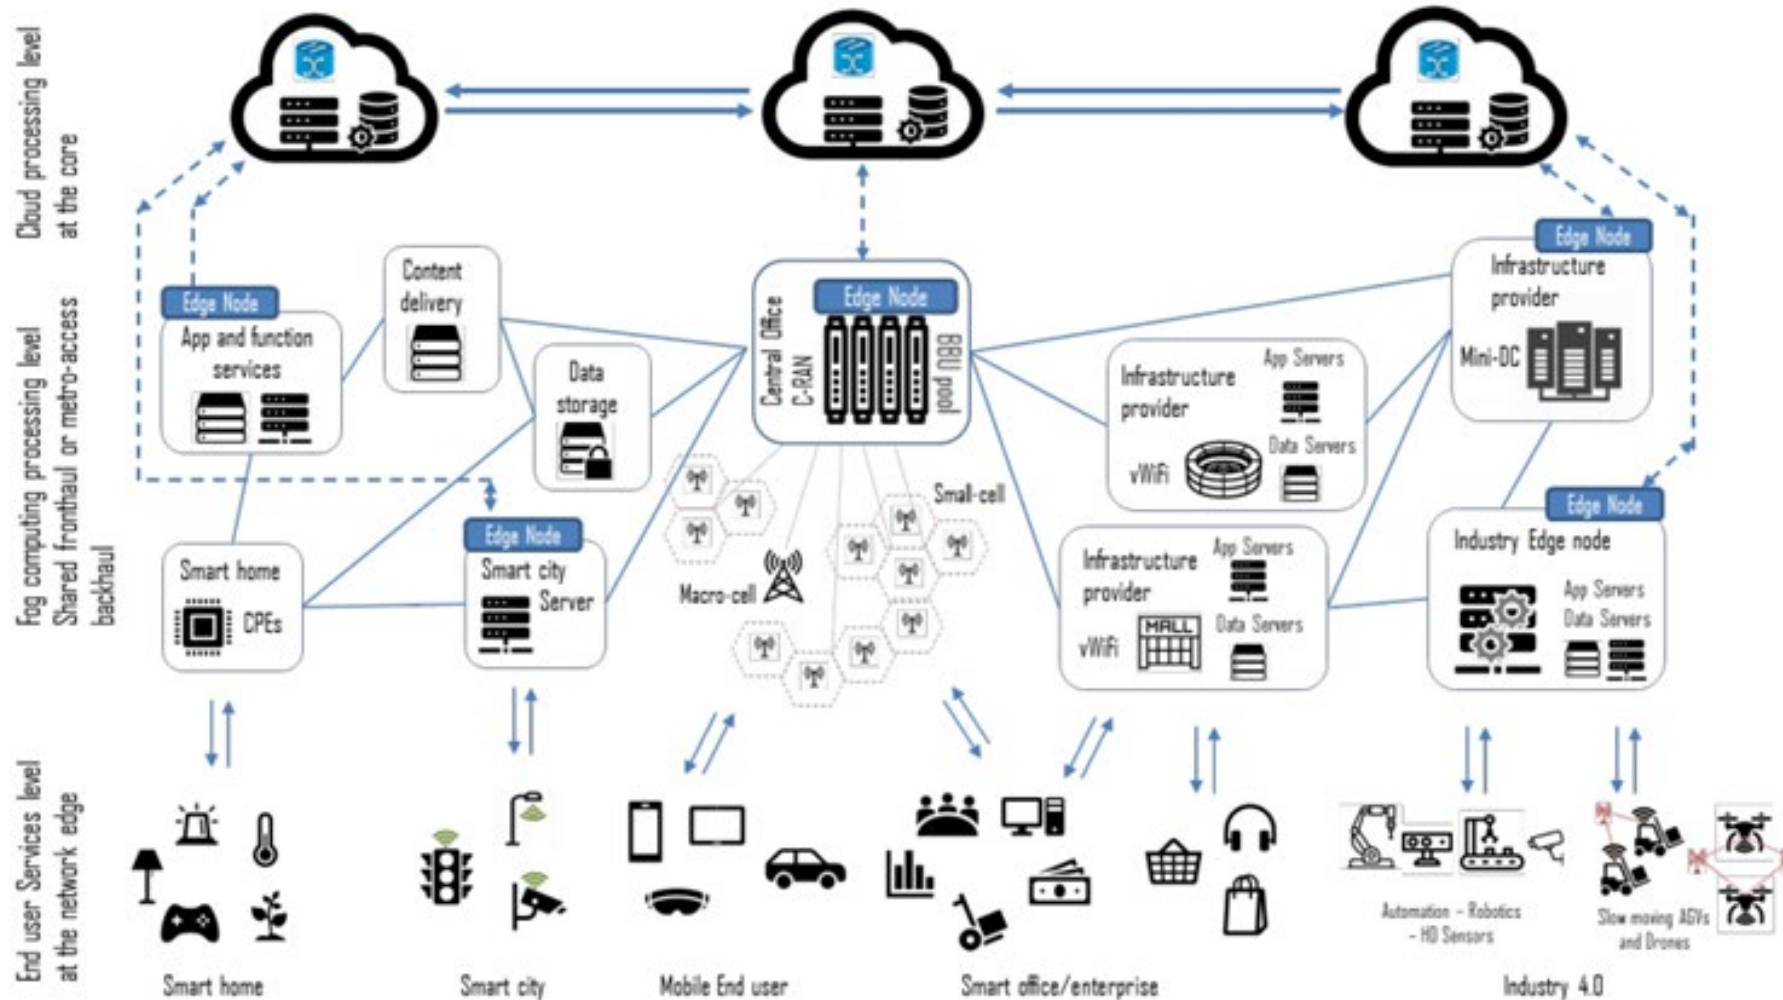 Cloud processing level
at the core
Edge Node
App and function
services
Content
delivery
Data
storage
Edge Node
Central Office
C-RAN
BBU pool
Edge Node
Infrastructure
provider
Mini-DC
Infrastructure
provider
App Servers
Data Servers
vWiFi
Fog computing processing level
Shared fronthaul or metro-access
backhaul
Smart home
CPEs
Edge Node
Smart city
Server
Macro-cell
Small-cell
Infrastructure
provider
App Servers
Data Servers
vWiFi
MALL
Edge Node
Industry Edge node
App Servers
Data Servers
End user Services level
at the network edge
Automation - Robotics
- HD Sensors
Slow moving AGVs
and Drones
Smart home
Smart city
Mobile End user
Smart office/enterprise
Industry 4.0